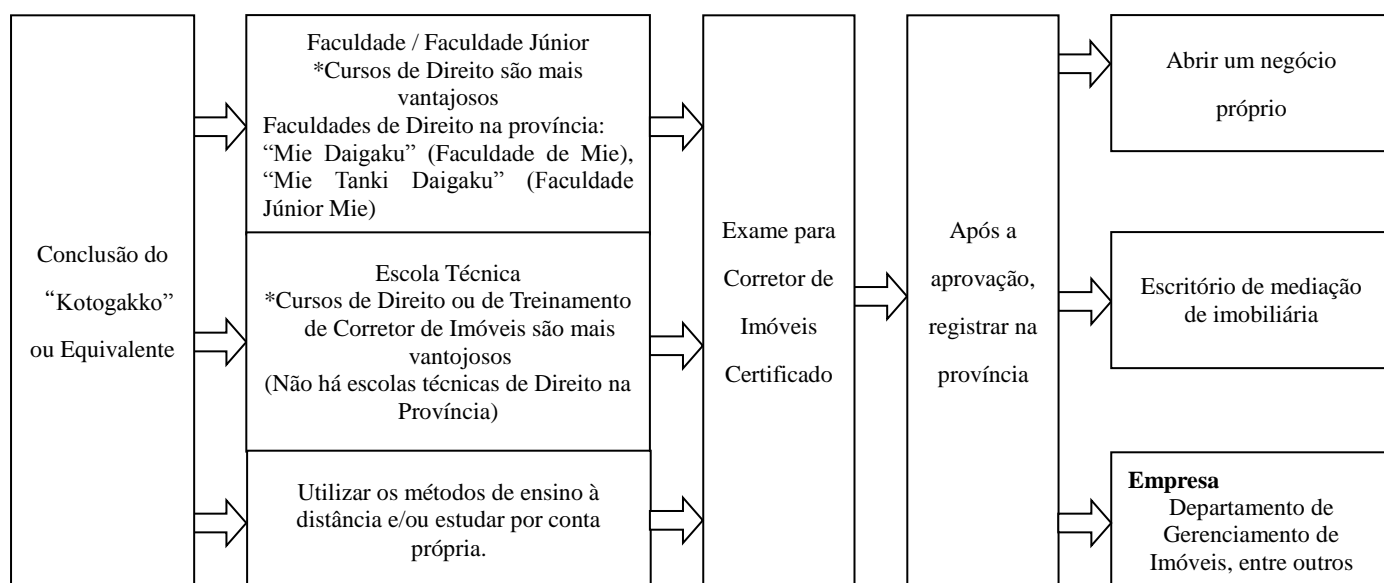 Conclusão do
“Kotogakko”
ou Equivalente
Faculdade / Faculdade Júnior
*Cursos de Direito são mais
vantajosos
Faculdades de Direito na província:
“Mie Daigaku” (Faculdade de Mie),
“Mie Tanki Daigaku” (Faculdade
Júnior Mie)
Escola Técnica
*Cursos de Direito ou de Treinamento
de Corretor de Imóveis são mais
vantojosos
(Não há escolas técnicas de Direito na
Província)
Utilizar os métodos de ensino à
distância e/ou estudar por conta
própria.
Exame para
Corretor de
Imóveis
Certificado
Após a
aprovação,
registrar na
província
Abrir um negócio
próprio
Escritório de mediação
de imobiliária
Empresa
Departamento de
Gerenciamento de
Imóveis, entre outros